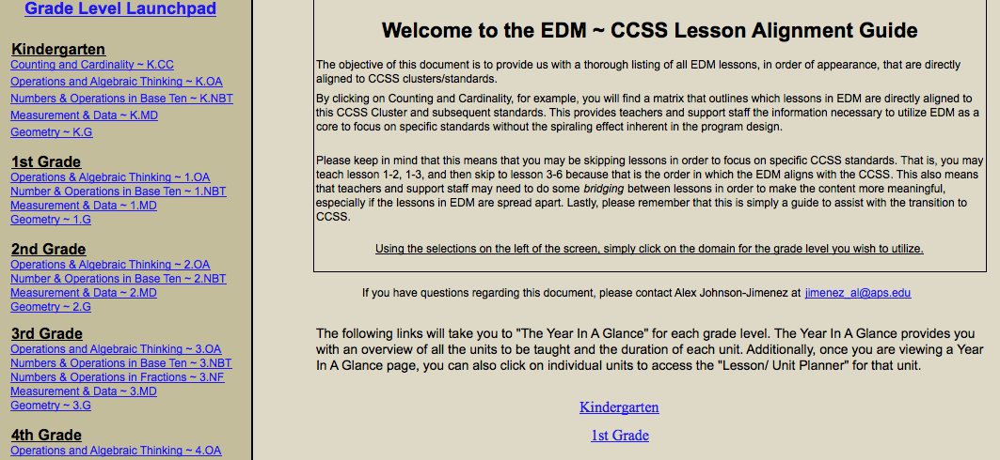 Grade Level Launchpad
Kindergarten
Counting and Cardinality ~ K.CC
Operations and Algebraic Thinking ~ K.OA
Numbers & Operations in Base Ten ~ K.NBT
Measurement & Data ~ K.MD
Geometry ~ K.G
1st Grade
Operations & Algebraic Thinking ~ 1.OA
Number & Operations in Base Ten ~ 1.NBT
Measurement & Data ~ 1.MD
Geometry ~ 1.G
2nd Grade
Operations & Algebraic Thinking ~ 2.OA
Number & Operations in Base Ten ~ 2.NBT
Measurement & Data ~ 2.MD
Geometry ~ 2.G
3rd Grade
Operations and Algebraic Thinking ~ 3.OA
Numbers & Operations in Base Ten ~ 3.NBT
Numbers & Operations in Fractions ~ 3.NF
Measurement & Data ~ 3.MD
Geometry ~ 3.G
4th Grade
Operations and Algebraic Thinking ~ 4.OA
Welcome to the EDM ~ CCSS Lesson Alignment Guide
The objective of this document is to provide us with a thorough listing of all EDM lessons, in order of appearance, that are directly
aligned to CCSS clusters/standards.
By clicking on Counting and Cardinality, for example, you will find a matrix that outlines which lessons in EDM are directly aligned to
this CCSS Cluster and subsequent standards. This provides teachers and support staff the information necessary to utilize EDM as a
core to focus on specific standards without the spiraling effect inherent in the program design.
Please keep in mind that this means that you may be skipping lessons in order to focus on specific CCSS standards. That is, you may
teach lesson 1-2, 1-3, and then skip to lesson 3-6 because that is the order in which the EDM aligns with the CCSS. This also means
that teachers and support staff may need to do some bridging between lessons in order to make the content more meaningful,
especially if the lessons in EDM are spread apart. Lastly, please remember that this is simply a guide to assist with the transition to
CCSS.
Using the selections on the left of the screen, simply click on the domain for the grade level you wish to utilize.
If you have questions regarding this document, please contact Alex Johnson-Jimenez at jimenez_al@aps.edu
The following links will take you to "The Year In A Glance" for each grade level. The Year In A Glance provides you
with an overview of all the units to be taught and the duration of each unit. Additionally, once you are viewing a Year
In A Glance page, you can also click on individual units to access the "Lesson/ Unit Planner" for that unit.
Kindergarten
1st Grade